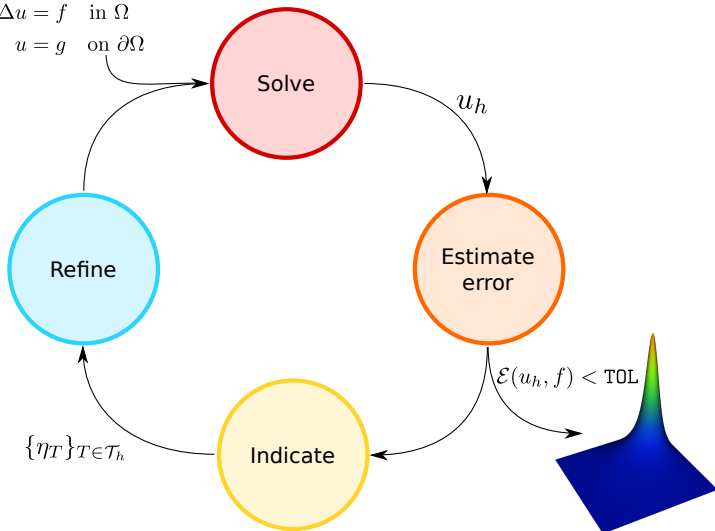 Δu = f in Ω
u = g on ∂Ω
Solve
u_h
Estimate
error
ℰ(u_h, f) < TOL
Indicate
{η_T}_{T∈𝒯_h}
Refine